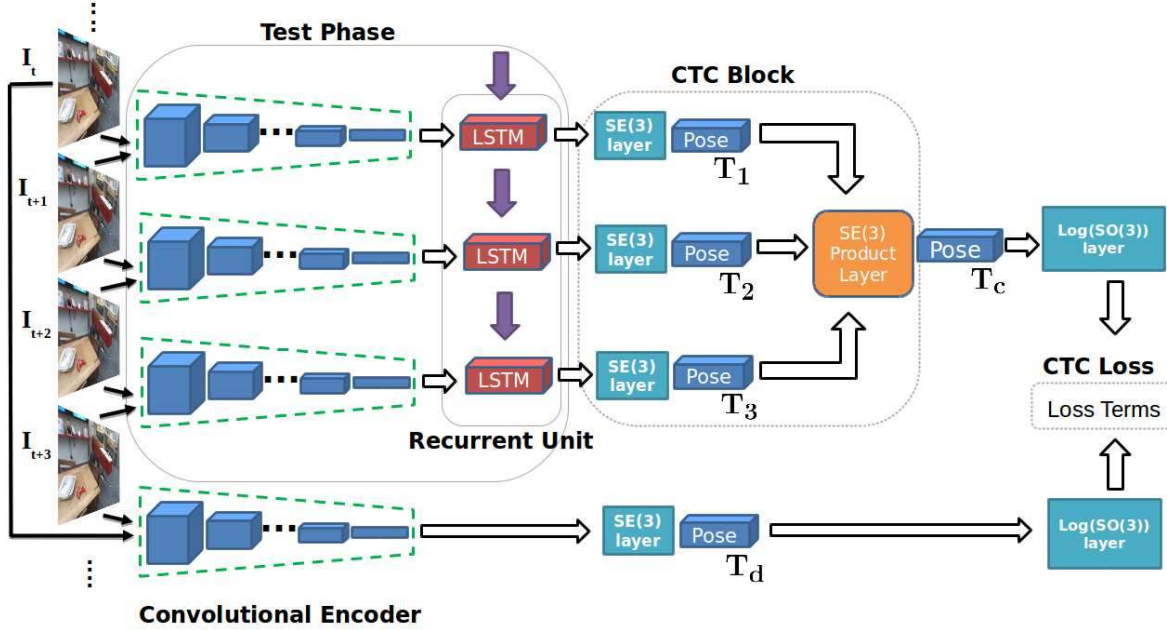 Test Phase
I t
CTC Block
LSTM
SE(3)
layer
Pose
T1
I t+1
LSTM
SE(3)
layer
Pose
T2
SE(3)
Product
Layer
Pose
Tc
Log(SO(3))
layer
I t+2
LSTM
SE(3)
layer
Pose
T3
CTC Loss
Loss Terms
Recurrent Unit
I t+3
SE(3)
layer
Pose
Td
Log(SO(3))
layer
Convolutional Encoder